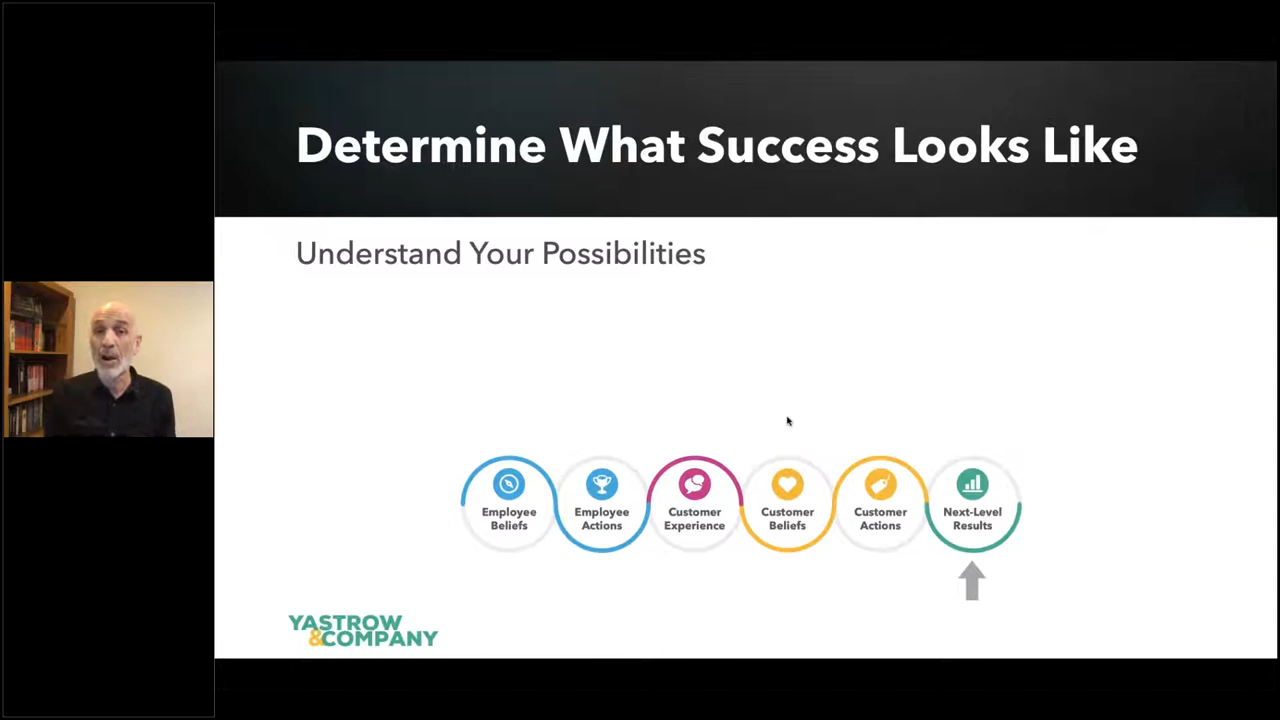 Determine What Success Looks Like
Understand Your Possibilities
Employee
Beliefs
Employee
Actions
Customer
Experience
Customer
Beliefs
Customer
Actions
Next-Level
Results
YASTROW
&COMPANY